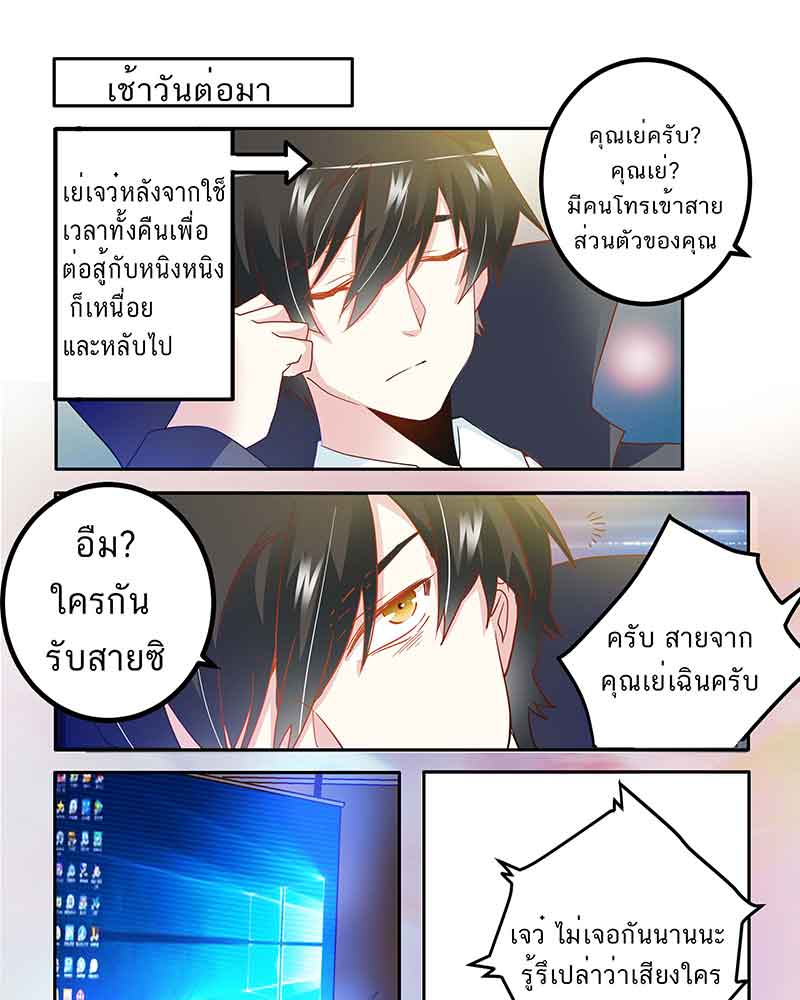 เช้าวันต่อมา
เย่เจว๋หลังจากใช็
เวลาทั้งคืนเพื่อ
ต่อสู้กับหนิงหนิง
ก็เหนื่อย
และหลับไป
คุณเย่ครับ?
คุณเย่?
มีคนโทรเข้าสาย
ส่วนตัวของคุณ
อืม?
ใครกัน
รับสายซิ
ครับ สายจาก
คุณเย่เฉินครับ
เจว๋ ไม่เจอกันนานนะ
รู้รึเปล่าว่าเสียงใคร